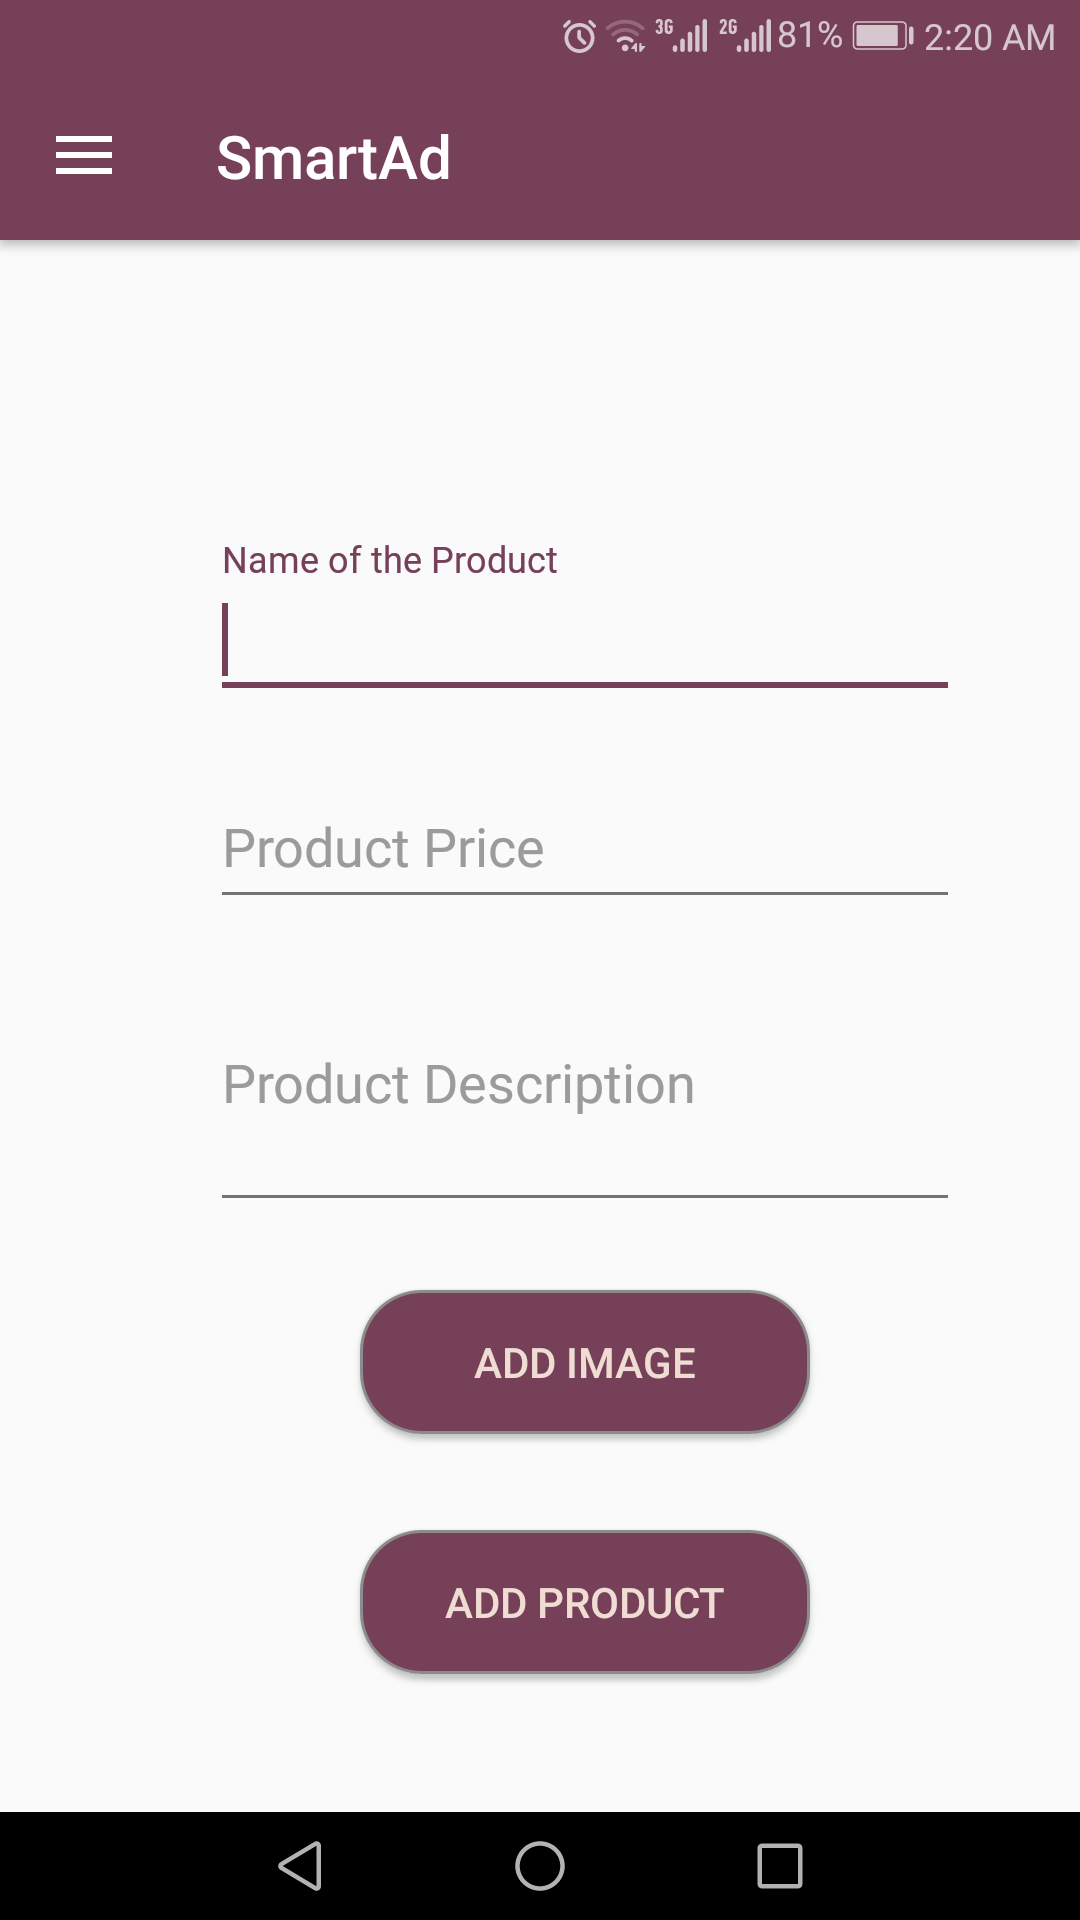 3G 2G 81% 2:20 AM
SmartAd
Name of the Product
Product Price
Product Description
ADD IMAGE
ADD PRODUCT